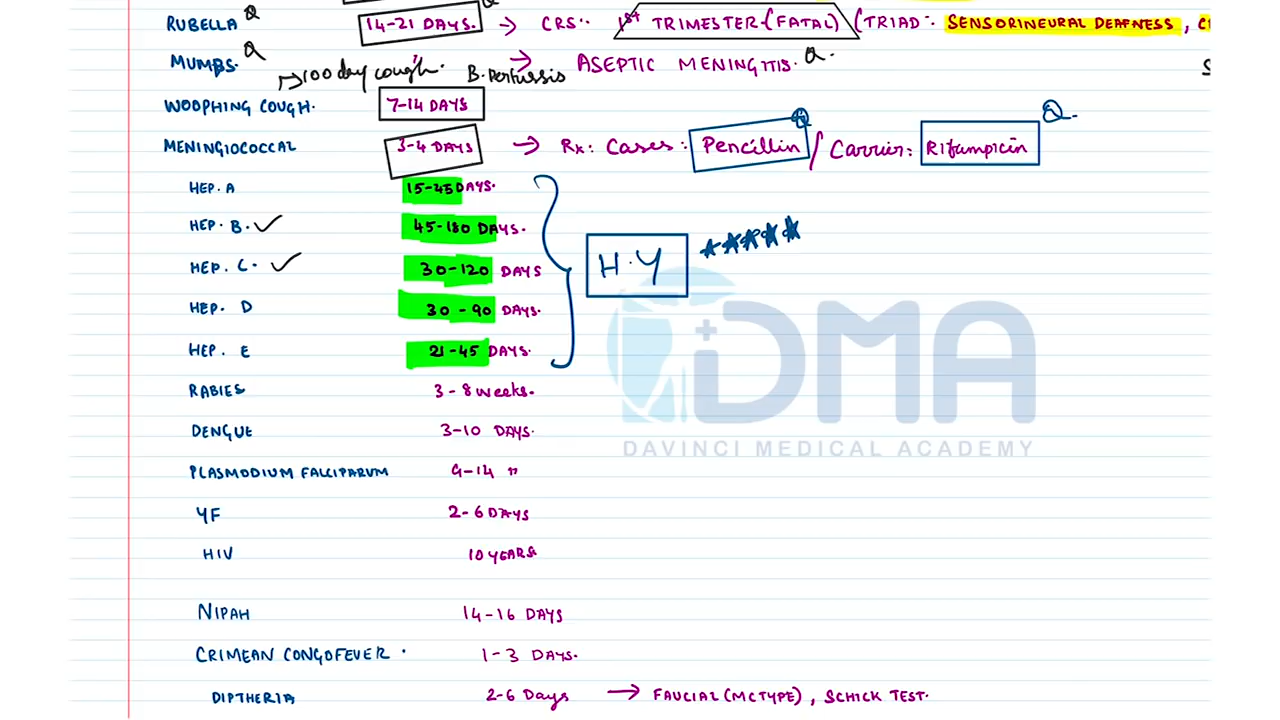 RUBELLA Q 14-21 DAYS. Q → CRS:- 1st TRIMESTER-(FATAL) (TRIAD:- SENSORINEURAL DEAFNESS, C
MUMPS. Q → ASEPTIC MENINGITIS. Q. S
→ 100 day cough. B. Pertussis
WOOPHING COUGH. 7-14 DAYS
MENINGIOCOCCAL 3-4 DAYS → Rx: Cases: Pencillin Q / Carrier: Rifampicin Q.
HEP. A 15-45 DAYS.
HEP. B. ✓ 45-180 DAYS.
HEP. C. ✓ 30-120 DAYS H.Y ★★★★★
HEP. D 30-90 DAYS.
HEP. E 21-45 DAYS.
RABIES 3-8 weeks.
DENGUE 3-10 DAYS.
PLASMODIUM FALCIPARUM 9-14 "
YF 2-6 DAYS
HIV 10 YEARS
NIPAH 14-16 DAYS
CRIMEAN CONGOFEVER. 1-3 DAYS.
DIPTHERIA 2-6 Days → FAUCIAL (MC TYPE), SCHICK TEST.
DMA
DAVINCI MEDICAL ACADEMY